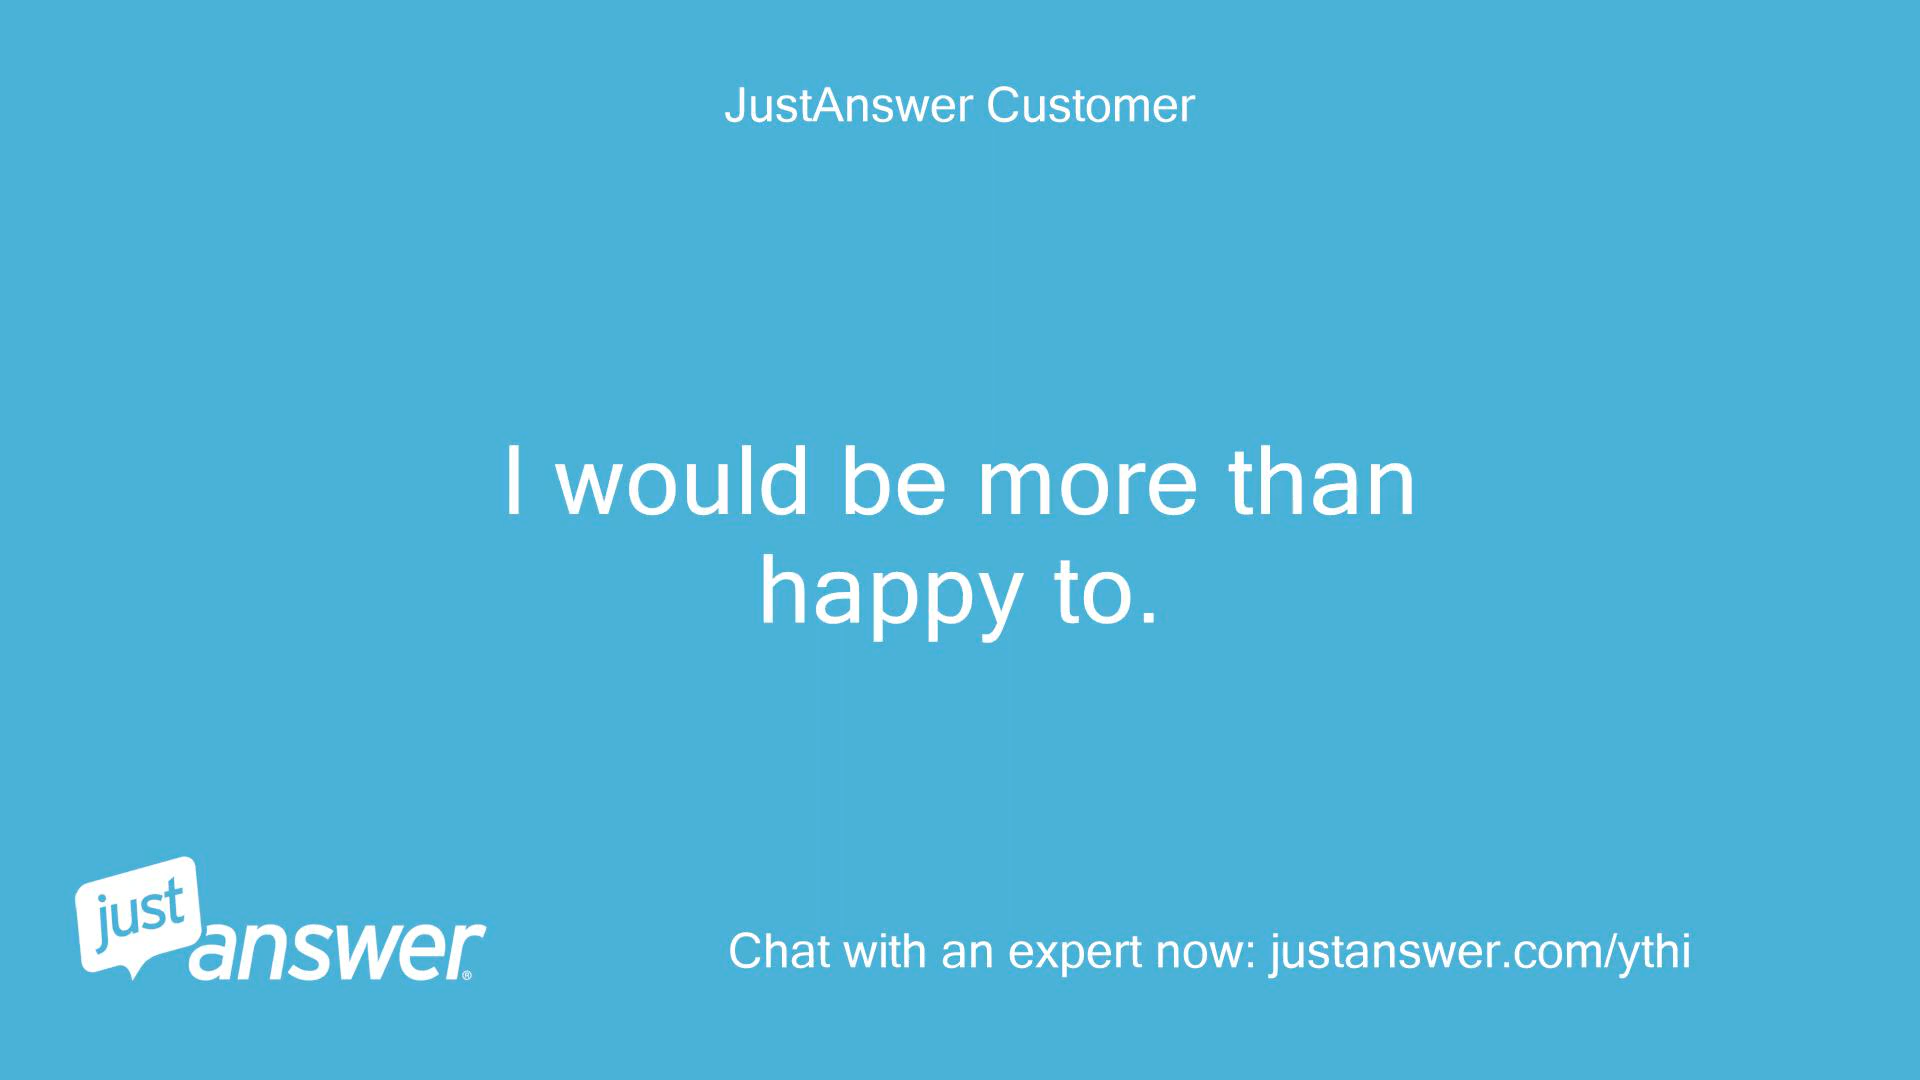 JustAnswer Customer
I would be more than
happy to.
just
answer®
Chat with an expert now: justanswer.com/ythi